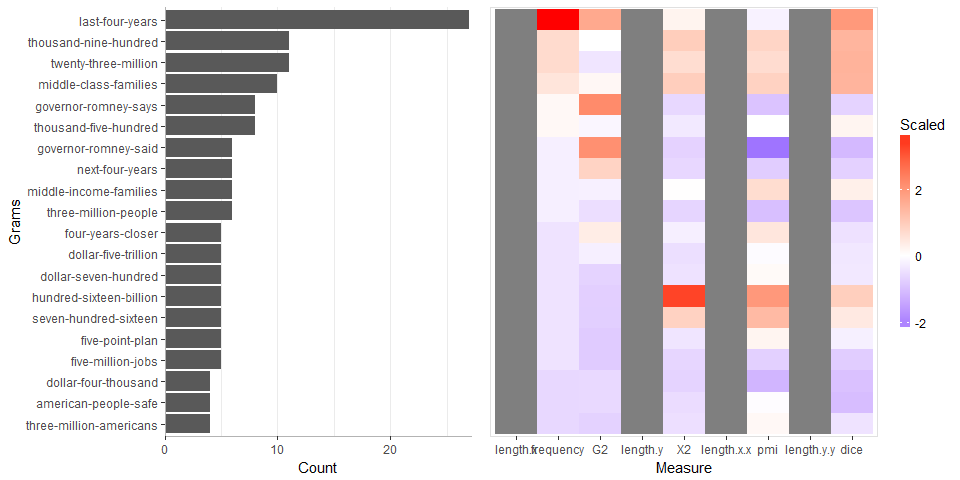 Grams
last-four-years
thousand-nine-hundred
twenty-three-million
middle-class-families
governor-romney-says
thousand-five-hundred
governor-romney-said
next-four-years
middle-income-families
three-million-people
four-years-closer
dollar-five-trillion
dollar-seven-hundred
hundred-sixteen-billion
seven-hundred-sixteen
five-point-plan
five-million-jobs
dollar-four-thousand
american-people-safe
three-million-americans
0 10 20
Count
frequency G2 length.y X2 length.x.x pmi length.y.y dice
Measure
Scaled
2
0
-2